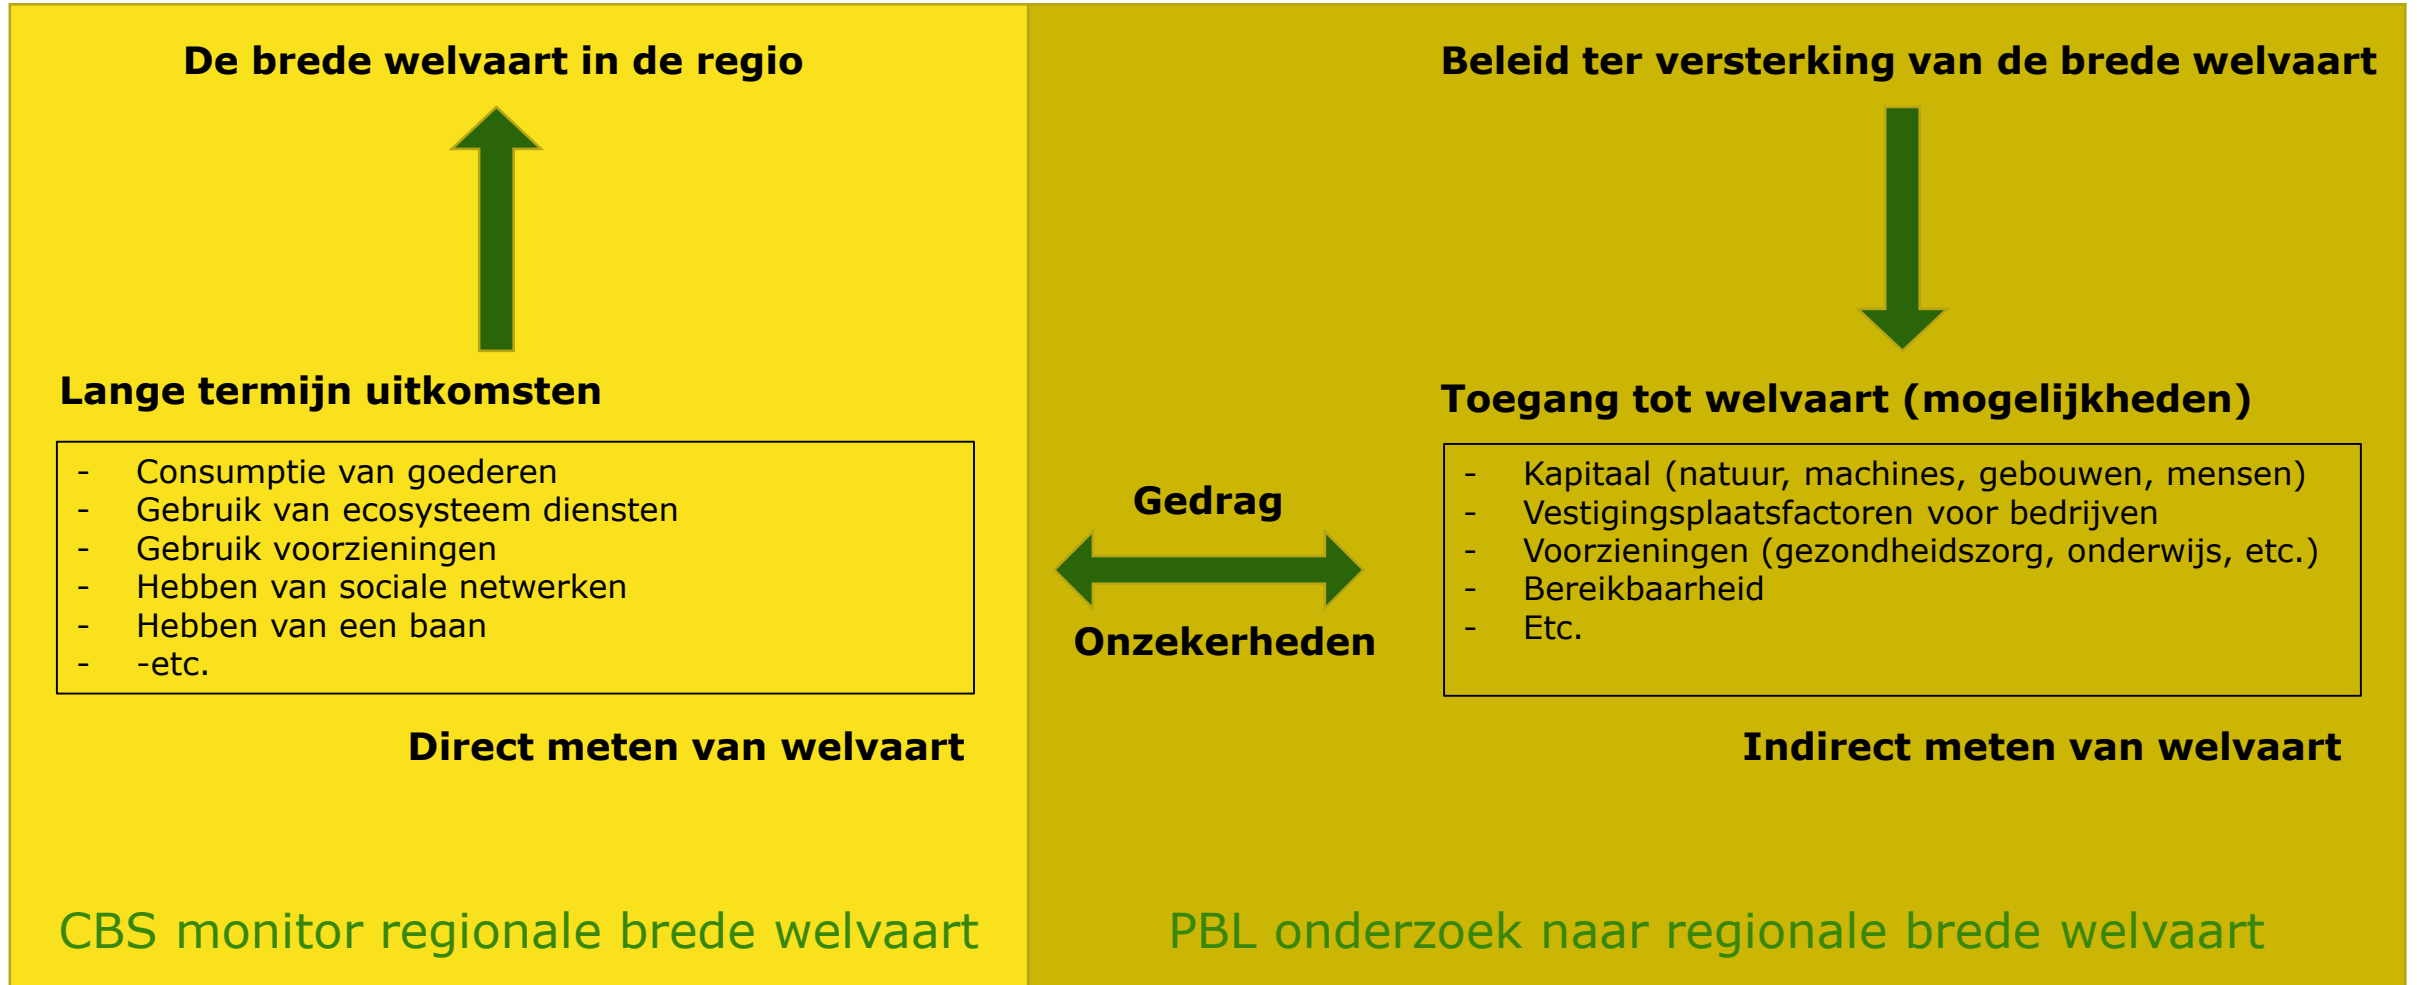 De brede welvaart in de regio
Lange termijn uitkomsten
- Consumptie van goederen
- Gebruik van ecosysteem diensten
- Gebruik voorzieningen
- Hebben van sociale netwerken
- Hebben van een baan
- -etc.
Direct meten van welvaart
CBS monitor regionale brede welvaart
Gedrag
Onzekerheden
Beleid ter versterking van de brede welvaart
Toegang tot welvaart (mogelijkheden)
- Kapitaal (natuur, machines, gebouwen, mensen)
- Vestigingsplaatsfactoren voor bedrijven
- Voorzieningen (gezondheidszorg, onderwijs, etc.)
- Bereikbaarheid
- Etc.
Indirect meten van welvaart
PBL onderzoek naar regionale brede welvaart